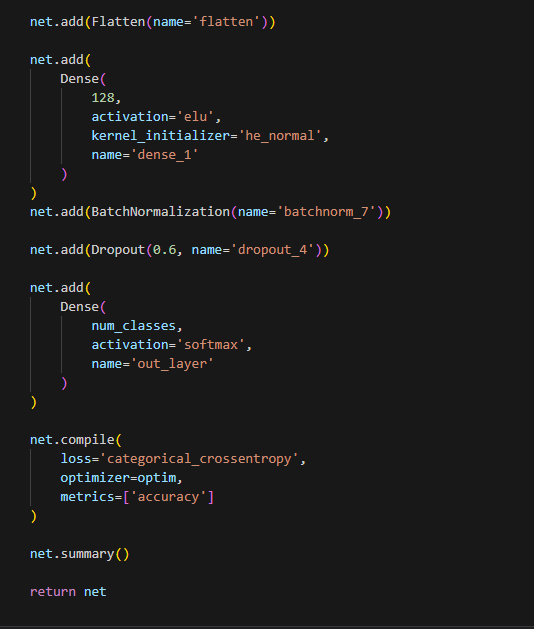 net.add(Flatten(name='flatten'))
net.add(
    Dense(
        128,
        activation='elu',
        kernel_initializer='he_normal',
        name='dense_1'
    )
)
net.add(BatchNormalization(name='batchnorm_7'))
net.add(Dropout(0.6, name='dropout_4'))
net.add(
    Dense(
        num_classes,
        activation='softmax',
        name='out_layer'
    )
)
net.compile(
    loss='categorical_crossentropy',
    optimizer=optim,
    metrics=['accuracy']
)
net.summary()
return net